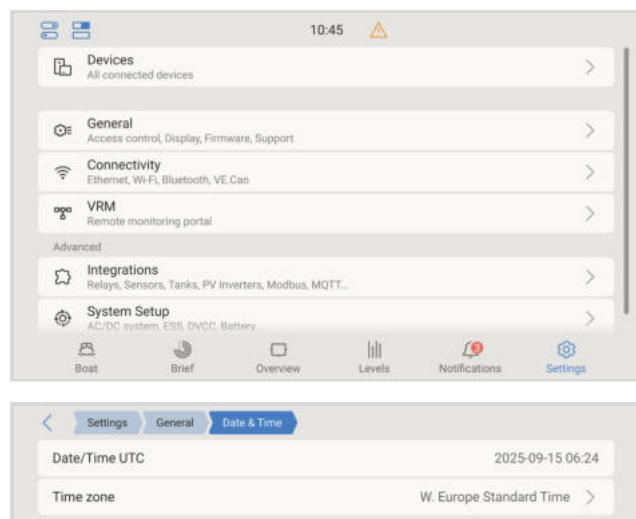 10:45
Devices
All connected devices
General
Access control, Display, Firmware, Support
Connectivity
Ethernet, Wi-Fi, Bluetooth, VE.Can
VRM
Remote monitoring portal
Advanced
Integrations
Relays, Sensors, Tanks, PV Inverters, Modbus, MQTT...
System Setup
AC/DC system, ESS, DVCC, Battery...
3
Boat Brief Overview Levels Notifications Settings
Settings General Date & Time
Date/Time UTC 2025-09-15 06:24
Time zone W. Europe Standard Time